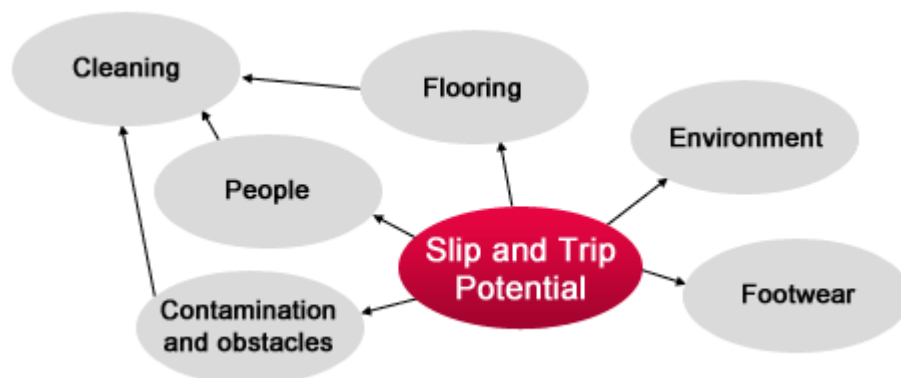 Cleaning
Flooring
Environment
People
Slip and Trip
Potential
Footwear
Contamination
and obstacles